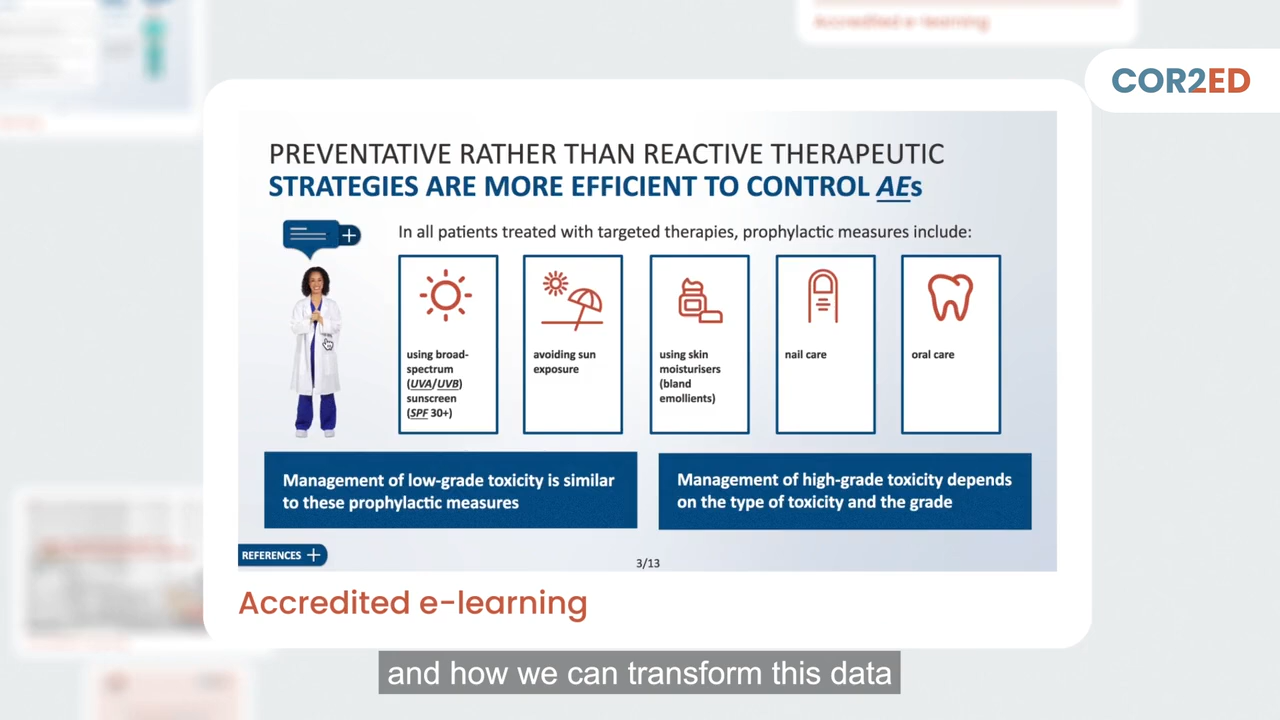 Accredited e-learning
COR2ED
PREVENTATIVE RATHER THAN REACTIVE THERAPEUTIC
STRATEGIES ARE MORE EFFICIENT TO CONTROL AEs
In all patients treated with targeted therapies, prophylactic measures include:
using broad-
spectrum
(UVA/UVB)
sunscreen
(SPF 30+)
avoiding sun
exposure
using skin
moisturisers
(bland
emollients)
nail care
oral care
Management of low-grade toxicity is similar
to these prophylactic measures
Management of high-grade toxicity depends
on the type of toxicity and the grade
REFERENCES +
3/13
Accredited e-learning
and how we can transform this data